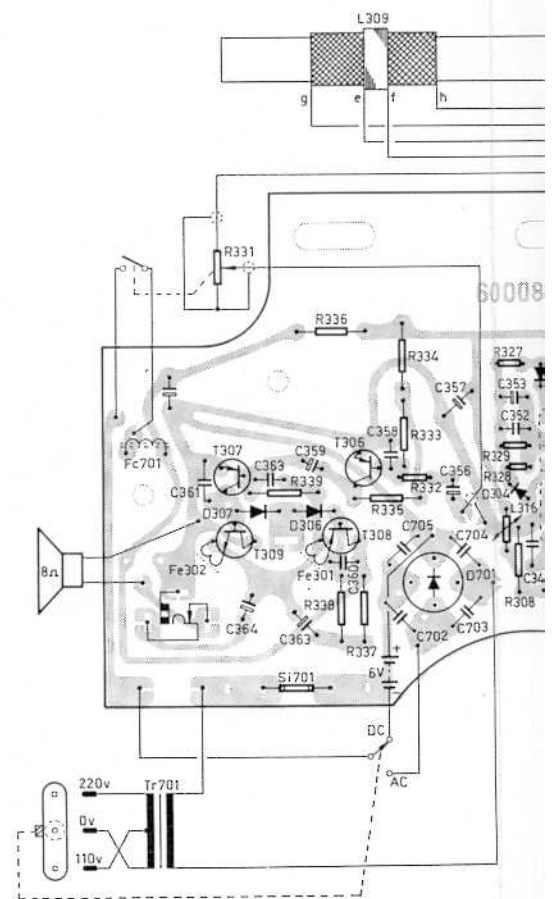 L309
g e f h
R331
60008
R336
R334
R327
C357
C353
C352
R333
C358
T306
T307
C359
C363
R329
R328
Fc701
C361
R339
R332
C356
D304
R335
L316
D307
D306
T308
C705
C704
T309
8Ω
Fe302
Fe301
C360
D701
C34
R308
C364
C363
R338
R337
C702
C703
+
6V
-
Si701
DC
AC
220v
Tr701
0v
110v